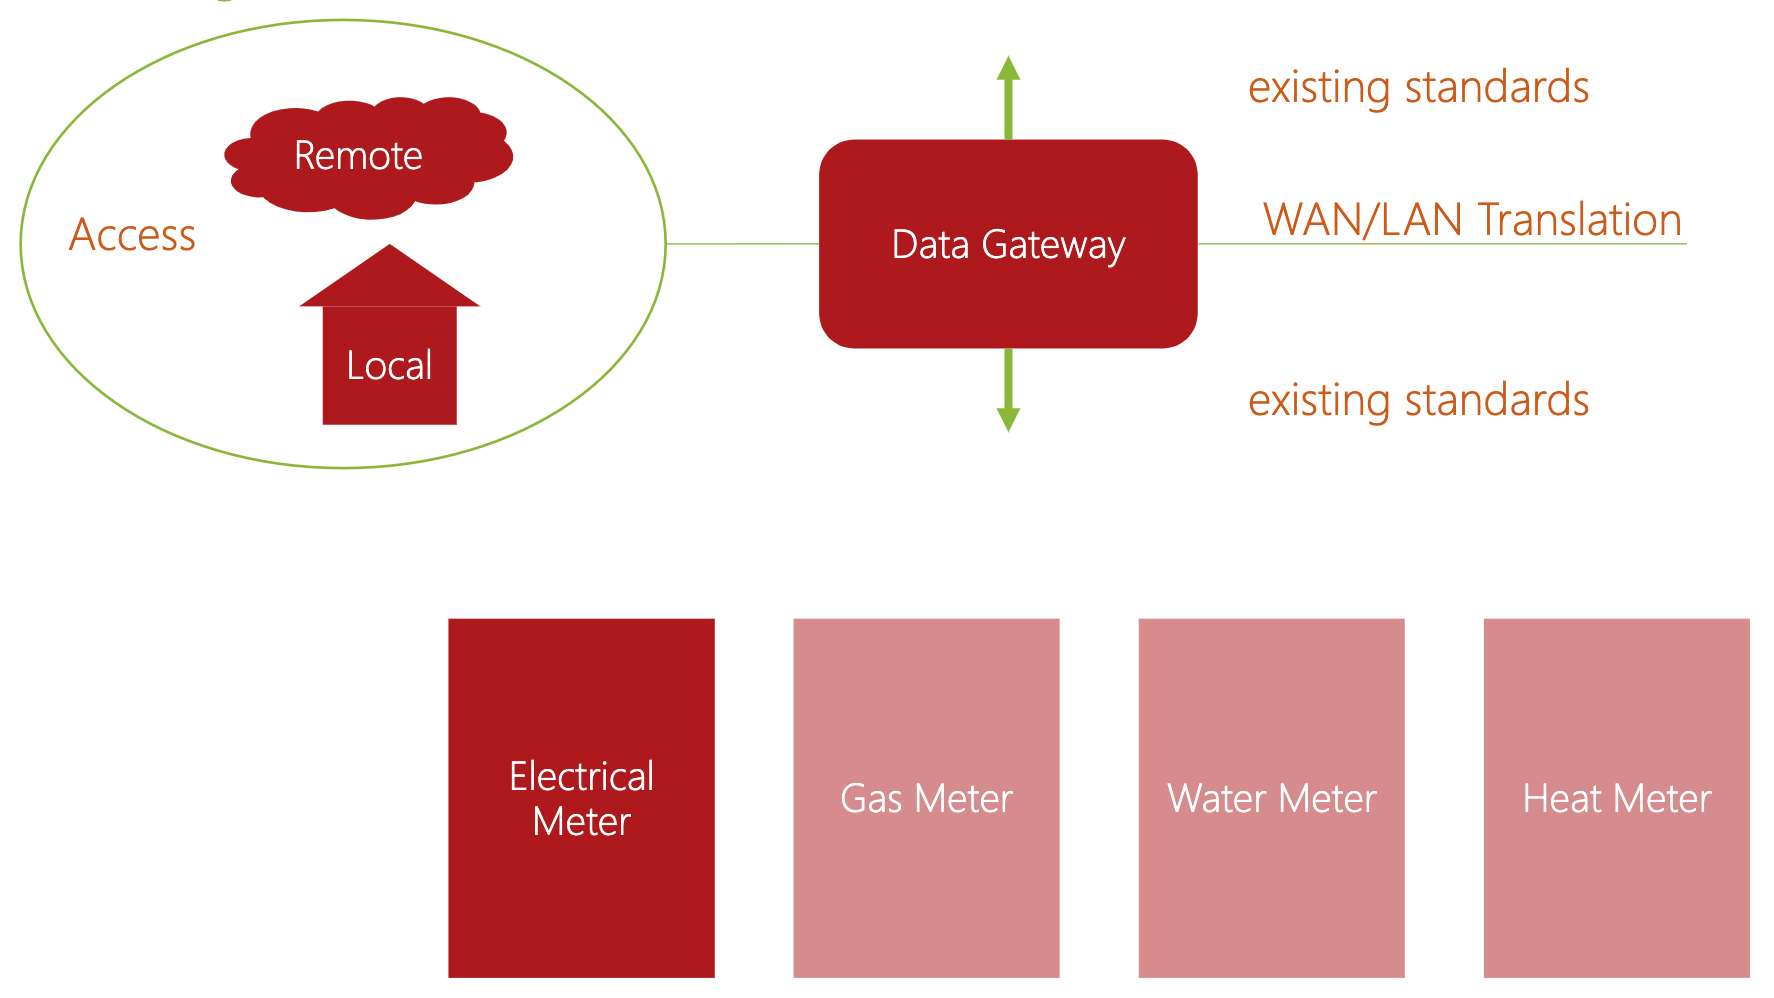 existing standards
Remote
Access
WAN/LAN Translation
Data Gateway
Local
existing standards
Electrical
Meter
Gas Meter
Water Meter
Heat Meter